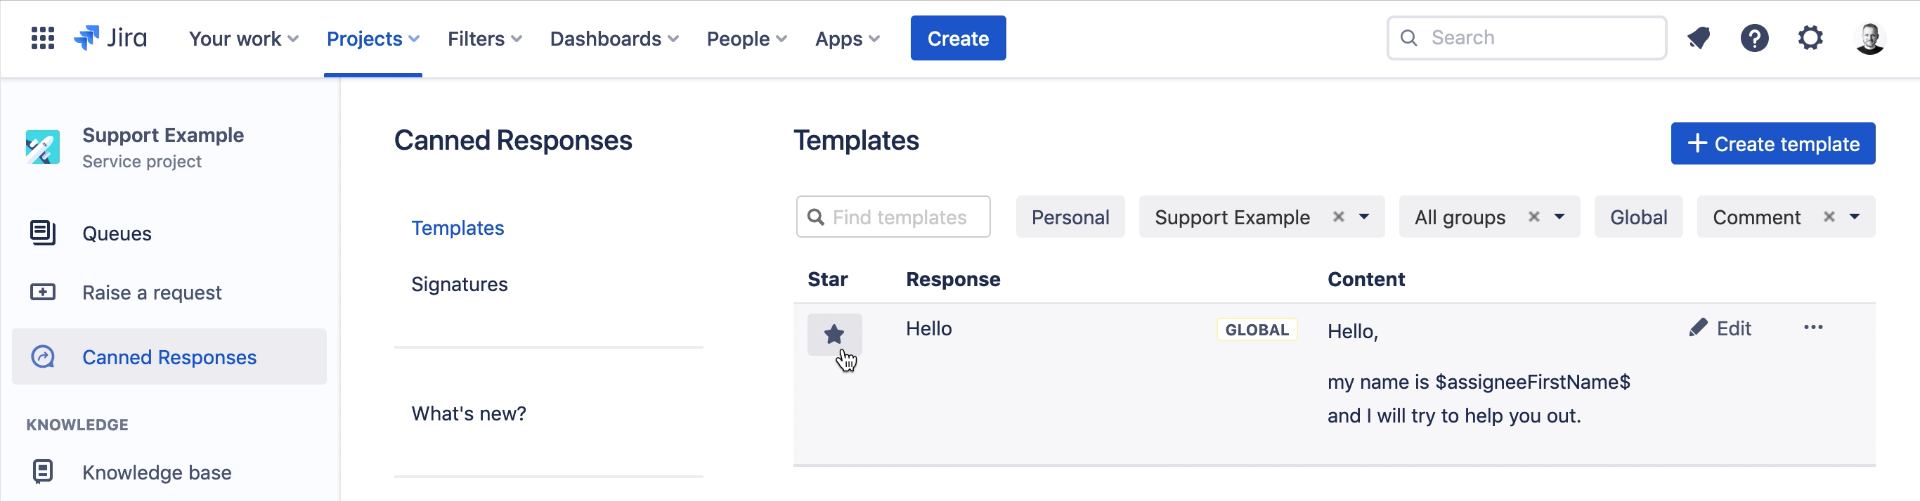 Jira Your work Projects Filters Dashboards People Apps Create Search
Support Example
Service project
Queues
Raise a request
Canned Responses
KNOWLEDGE
Knowledge base
Canned Responses
Templates
Signatures
What's new?
Templates
+ Create template
Find templates Personal Support Example × All groups × Global Comment ×
Star Response Content
Hello GLOBAL Hello, Edit ···
my name is $assigneeFirstName$
and I will try to help you out.